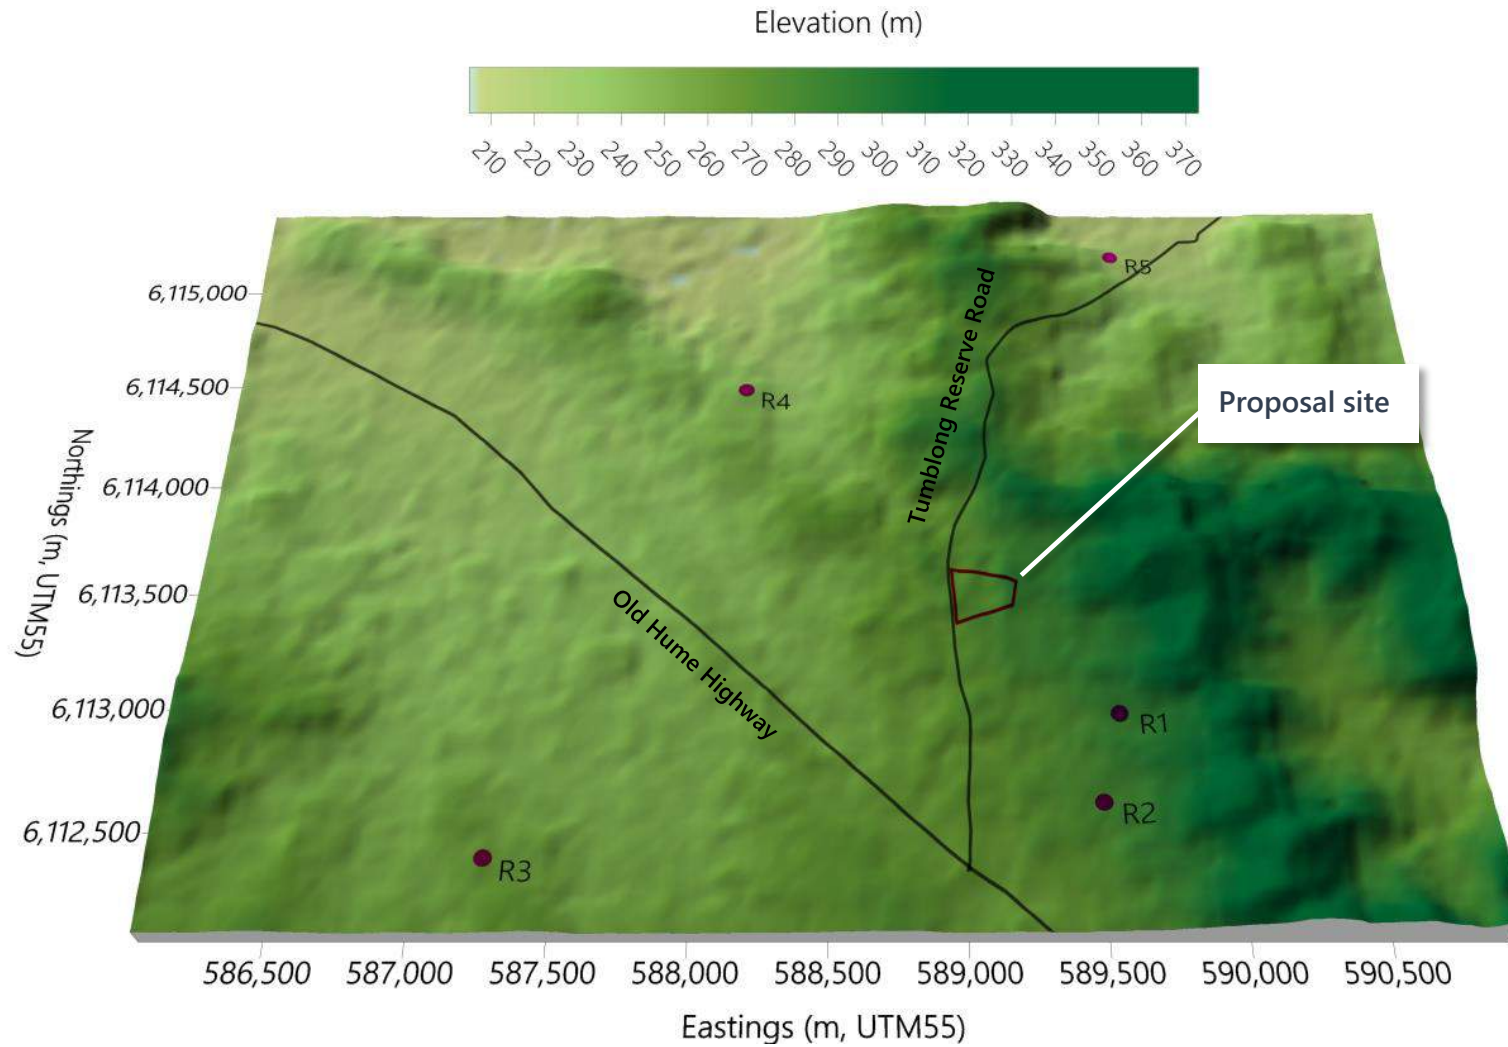 Elevation (m)
210 220 230 240 250 260 270 280 290 300 310 320 330 340 350 360 370
6,115,000
6,114,500
6,114,000
6,113,500
6,113,000
6,112,500
Northings (m, UTM55)
R5
R4
Tumblong Reserve Road
Proposal site
Old Hume Highway
R1
R2
R3
586,500 587,000 587,500 588,000 588,500 589,000 589,500 590,000 590,500
Eastings (m, UTM55)